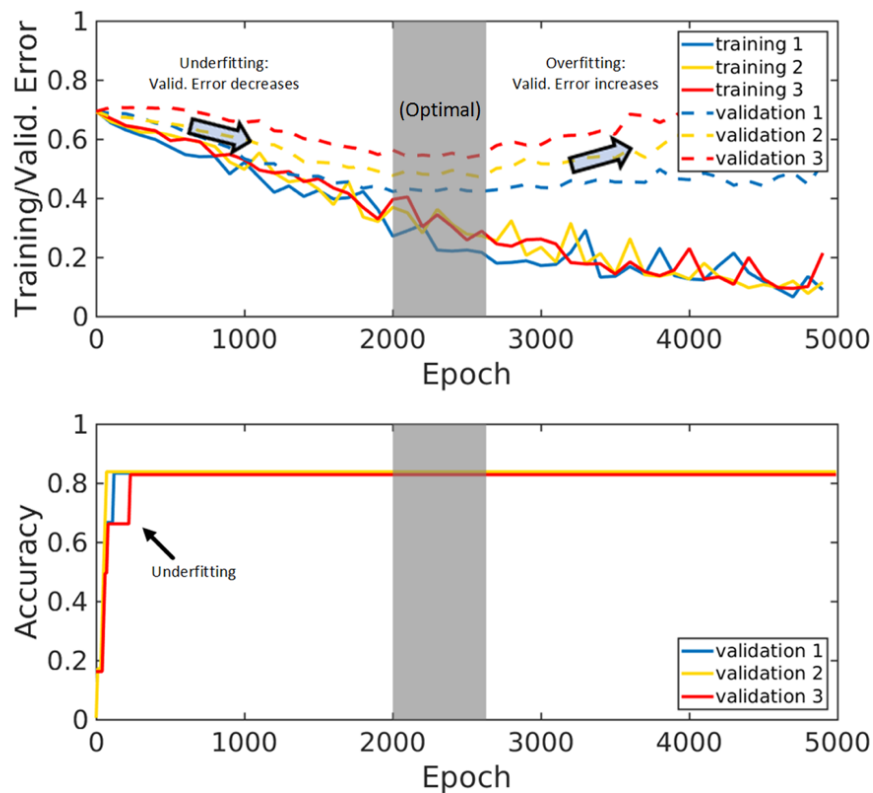 1
0.8
0.6
0.4
0.2
0
Training/Valid. Error
Underfitting:
Valid. Error decreases
(Optimal)
Overfitting:
Valid. Error increases
training 1
training 2
training 3
validation 1
validation 2
validation 3
0 1000 2000 3000 4000 5000
Epoch
1
0.8
0.6
0.4
0.2
0
Accuracy
Underfitting
validation 1
validation 2
validation 3
0 1000 2000 3000 4000 5000
Epoch